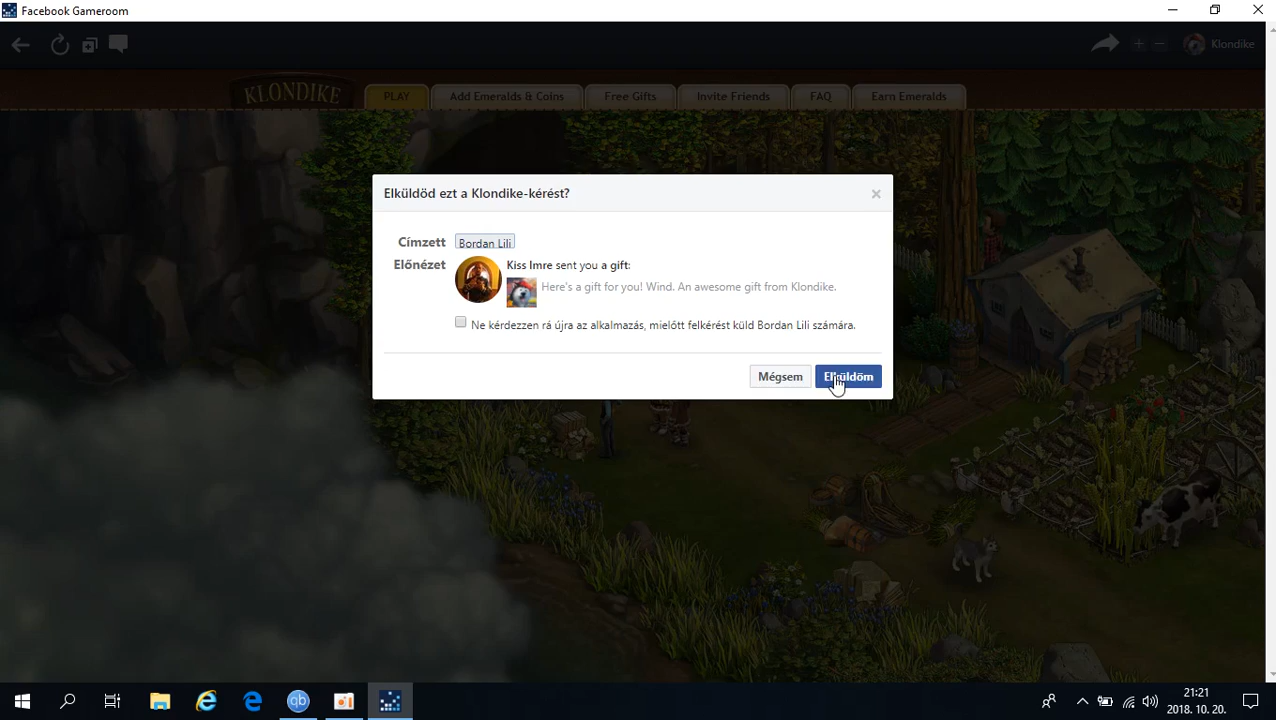 Facebook Gameroom
Klondike
KLONDIKE
PLAY
Add Emeralds & Coins
Free Gifts
Invite Friends
FAQ
Earn Emeralds
Elküldöd ezt a Klondike-kérést?
Címzett
Bordan Lili
Előnézet
Kiss Imre sent you a gift:
Here's a gift for you! Wind. An awesome gift from Klondike.
Ne kérdezzen rá újra az alkalmazás, mielőtt felkérést küld Bordan Lili számára.
Mégsem
Elküldöm
qb
21:21
2018. 10. 20.